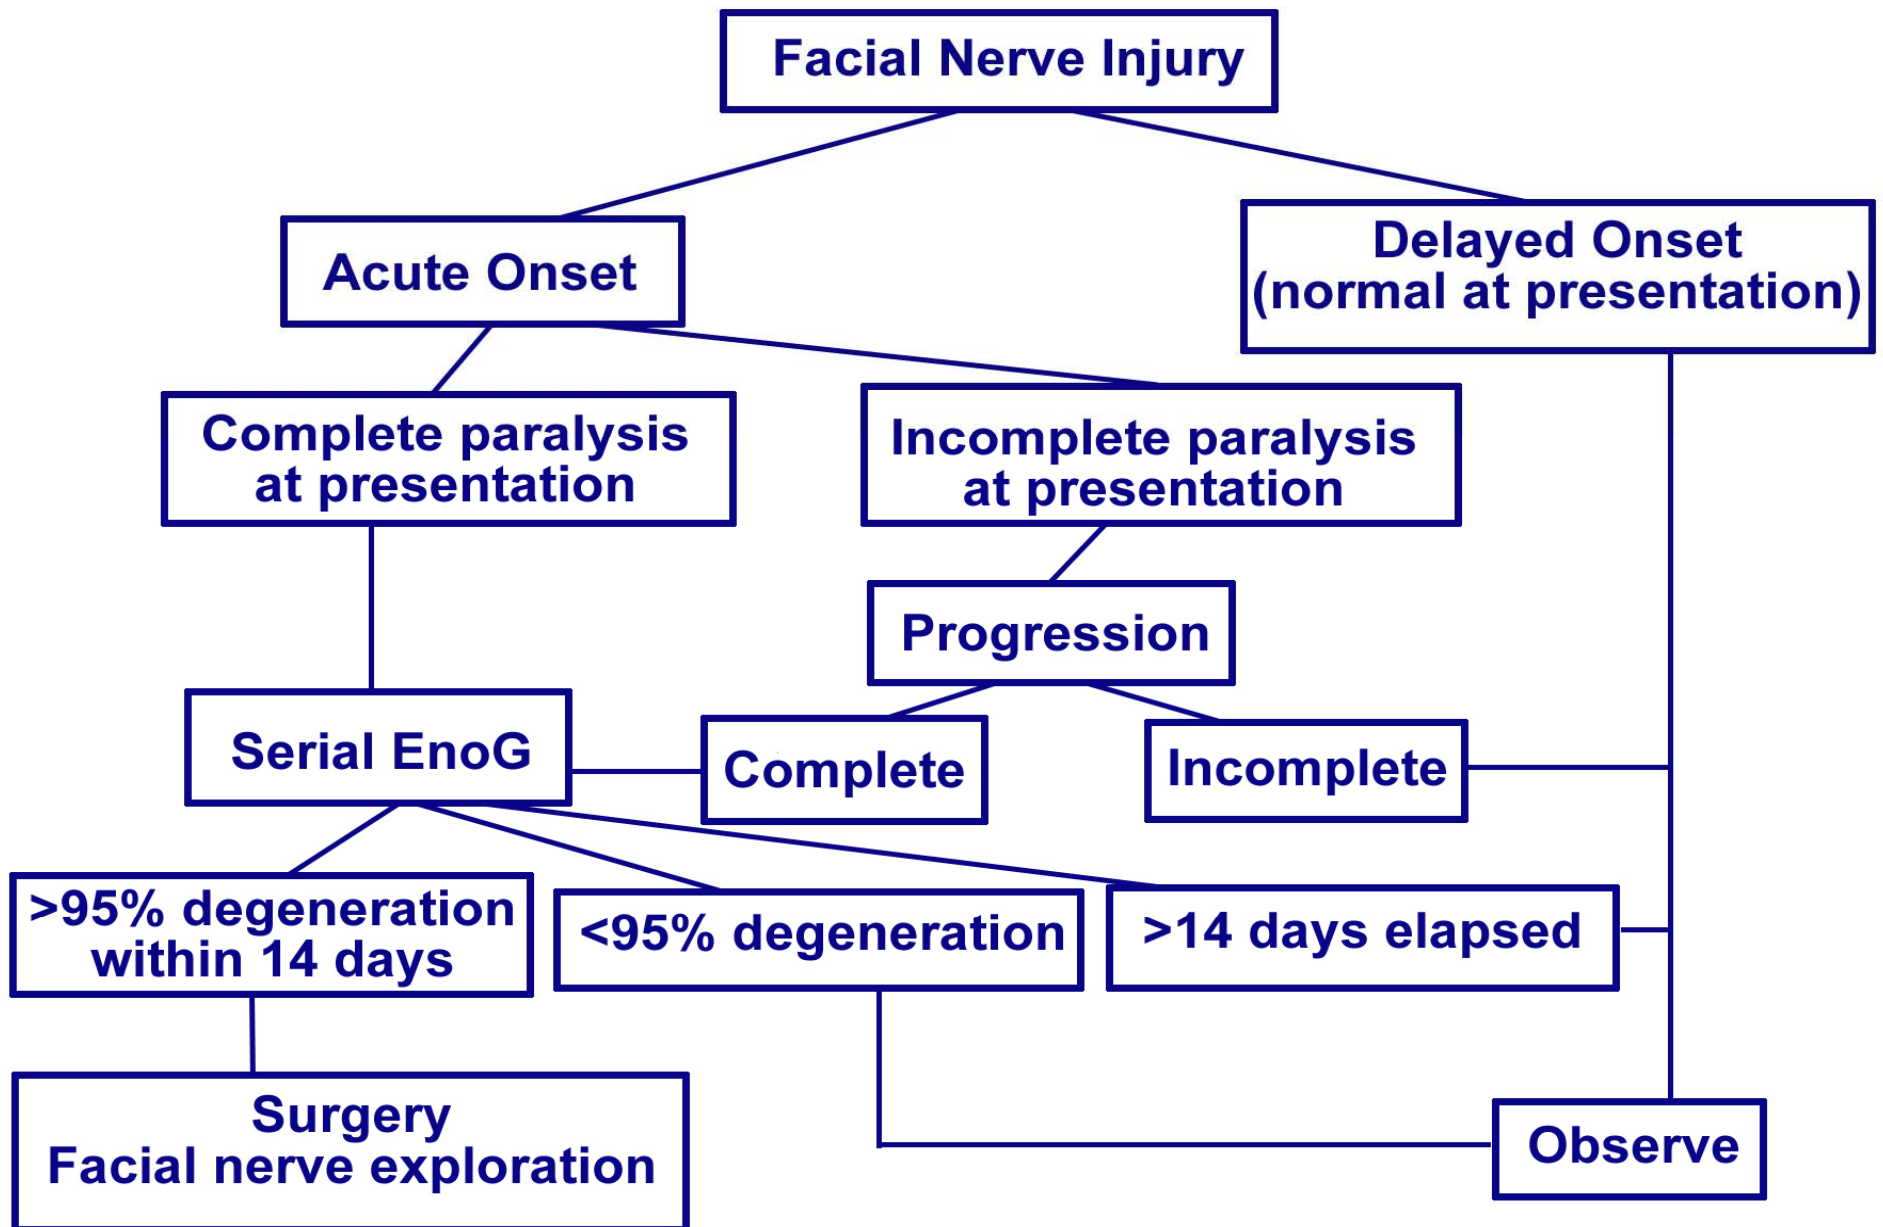 Facial Nerve Injury
Acute Onset
Delayed Onset
(normal at presentation)
Complete paralysis
at presentation
Incomplete paralysis
at presentation
Progression
Serial EnoG
Complete
Incomplete
>95% degeneration
within 14 days
<95% degeneration
>14 days elapsed
Surgery
Facial nerve exploration
Observe